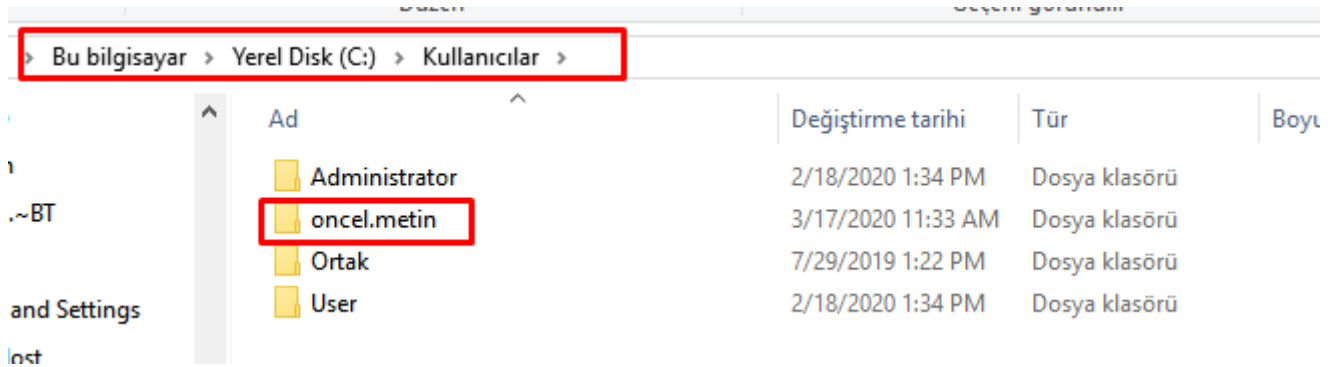 Bu bilgisayar > Yerel Disk (C:) > Kullanıcılar >
Ad Değiştirme tarihi Tür Boyu
Administrator 2/18/2020 1:34 PM Dosya klasörü
.~BT oncel.metin 3/17/2020 11:33 AM Dosya klasörü
Ortak 7/29/2019 1:22 PM Dosya klasörü
and Settings User 2/18/2020 1:34 PM Dosya klasörü